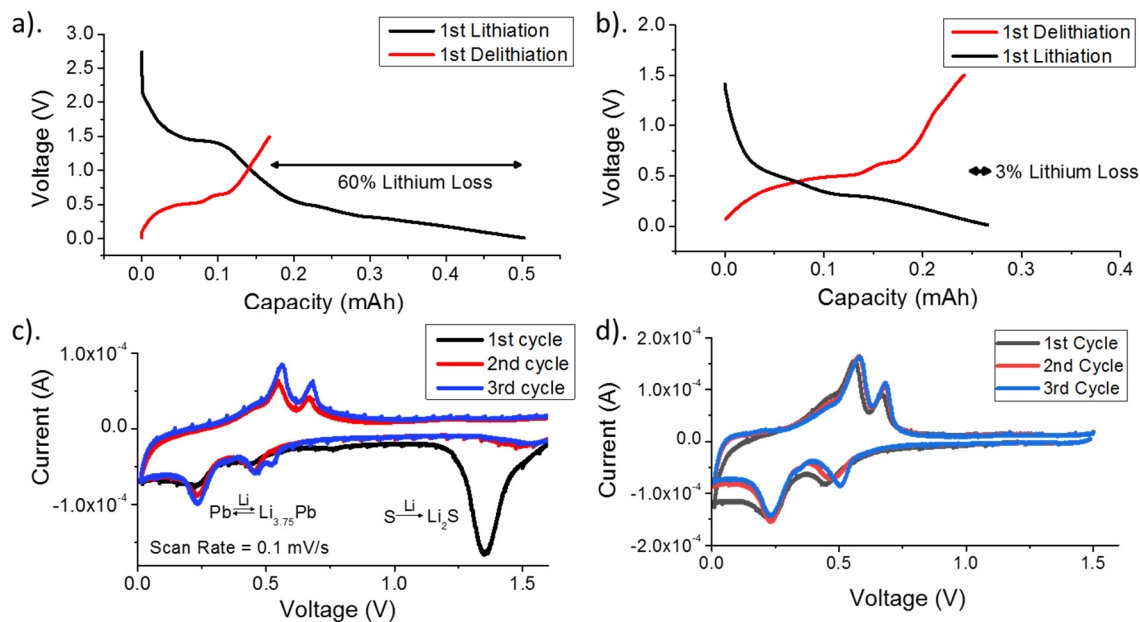 a).
1st Lithiation
1st Delithiation
3.0
2.5
2.0
1.5
1.0
0.5
0.0
Voltage (V)
60% Lithium Loss
0.0 0.1 0.2 0.3 0.4 0.5
Capacity (mAh)
b).
1st Delithiation
1st Lithiation
2.0
1.5
1.0
0.5
0.0
Voltage (V)
3% Lithium Loss
0.0 0.1 0.2 0.3 0.4
Capacity (mAh)
c).
1st cycle
2nd cycle
3rd cycle
1.0x10⁻⁴
0.0
-1.0x10⁻⁴
Current (A)
Li
Pb ⇌ Li₃.₇₅Pb
Li
S → Li₂S
Scan Rate = 0.1 mV/s
0.0 0.5 1.0 1.5
Voltage (V)
d).
1st Cycle
2nd Cycle
3rd Cycle
2.0x10⁻⁴
1.0x10⁻⁴
0.0
-1.0x10⁻⁴
-2.0x10⁻⁴
Current (A)
0.0 0.5 1.0 1.5
Voltage (V)